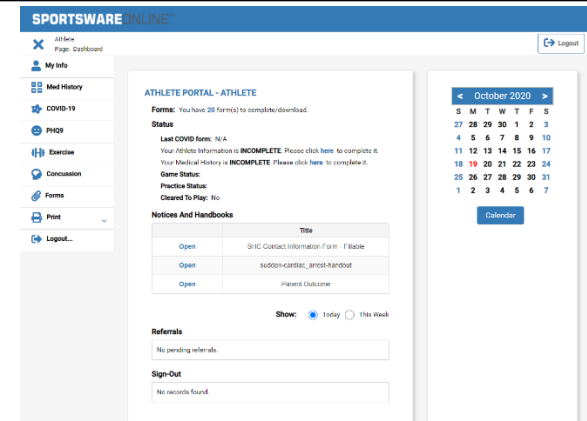 SPORTSWAREONLINE™
Athlete
Page: Dashboard
Logout
My Info
Med History
COVID-19
PHQ9
Exercise
Concussion
Forms
Print
Logout...
ATHLETE PORTAL - ATHLETE
Forms: You have 28 form(s) to complete/download.
Status
Last COVID form: N/A
Your Athlete Information is INCOMPLETE. Please click here to complete it.
Your Medical History is INCOMPLETE. Please click here to complete it.
Game Status:
Practice Status:
Cleared To Play: No
Notices And Handbooks
Title
Open SHC Contact Information Form - Fillable
Open sudden-cardiac_arrest-handout
Open Patient Outcome
Show: Today This Week
Referrals
No pending referrals.
Sign-Out
No records found.
< October 2020 >
S M T W T F S
27 28 29 30 1 2 3
4 5 6 7 8 9 10
11 12 13 14 15 16 17
18 19 20 21 22 23 24
25 26 27 28 29 30 31
1 2 3 4 5 6 7
Calendar